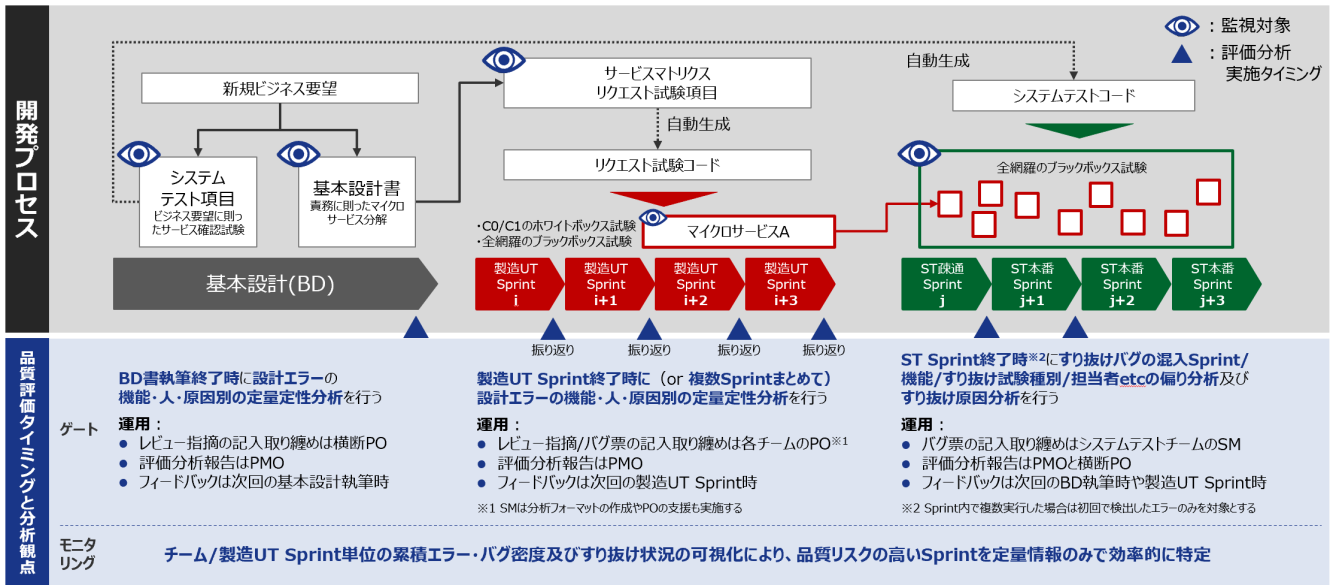 開発プロセス
：監視対象
：評価分析
実施タイミング
新規ビジネス要望
システム
テスト項目
ビジネス要望に則っ
たサービス確認試験
基本設計書
責務に則ったマイクロ
サービス分解
サービスマトリクス
リクエスト試験項目
自動生成
リクエスト試験コード
・C0/C1のホワイトボックス試験
・全網羅のブラックボックス試験
マイクロサービスA
自動生成
システムテストコード
全網羅のブラックボックス試験
基本設計(BD)
製造UT
Sprint
i
製造UT
Sprint
i+1
製造UT
Sprint
i+2
製造UT
Sprint
i+3
ST疎通
Sprint
j
ST本番
Sprint
j+1
ST本番
Sprint
j+2
ST本番
Sprint
j+3
振り返り
振り返り
振り返り
振り返り
品質評価タイミングと分析観点
ゲート
BD書執筆終了時に設計エラーの
機能・人・原因別の定量定性分析を行う
運用：
● レビュー指摘の記入取り纏めは横断PO
● 評価分析報告はPMO
● フィードバックは次回の基本設計執筆時
製造UT Sprint終了時に（or 複数Sprintまとめて）
設計エラーの機能・人・原因別の定量定性分析を行う
運用：
● レビュー指摘/バグ票の記入取り纏めは各チームのPO※1
● 評価分析報告はPMO
● フィードバックは次回の製造UT Sprint時
※1 SMは分析フォーマットの作成やPOの支援も実施する
ST Sprint終了時※2にすり抜けバグの混入Sprint/
機能/すり抜け試験種別/担当者etcの偏り分析及び
すり抜け原因分析を行う
運用：
● バグ票の記入取り纏めはシステムテストチームのSM
● 評価分析報告はPMOと横断PO
● フィードバックは次回のBD執筆時や製造UT Sprint時
※2 Sprint内で複数実行した場合は初回で検出したエラーのみを対象とする
モニタ
リング
チーム/製造UT Sprint単位の累積エラー・バグ密度及びすり抜け状況の可視化により、品質リスクの高いSprintを定量情報のみで効率的に特定